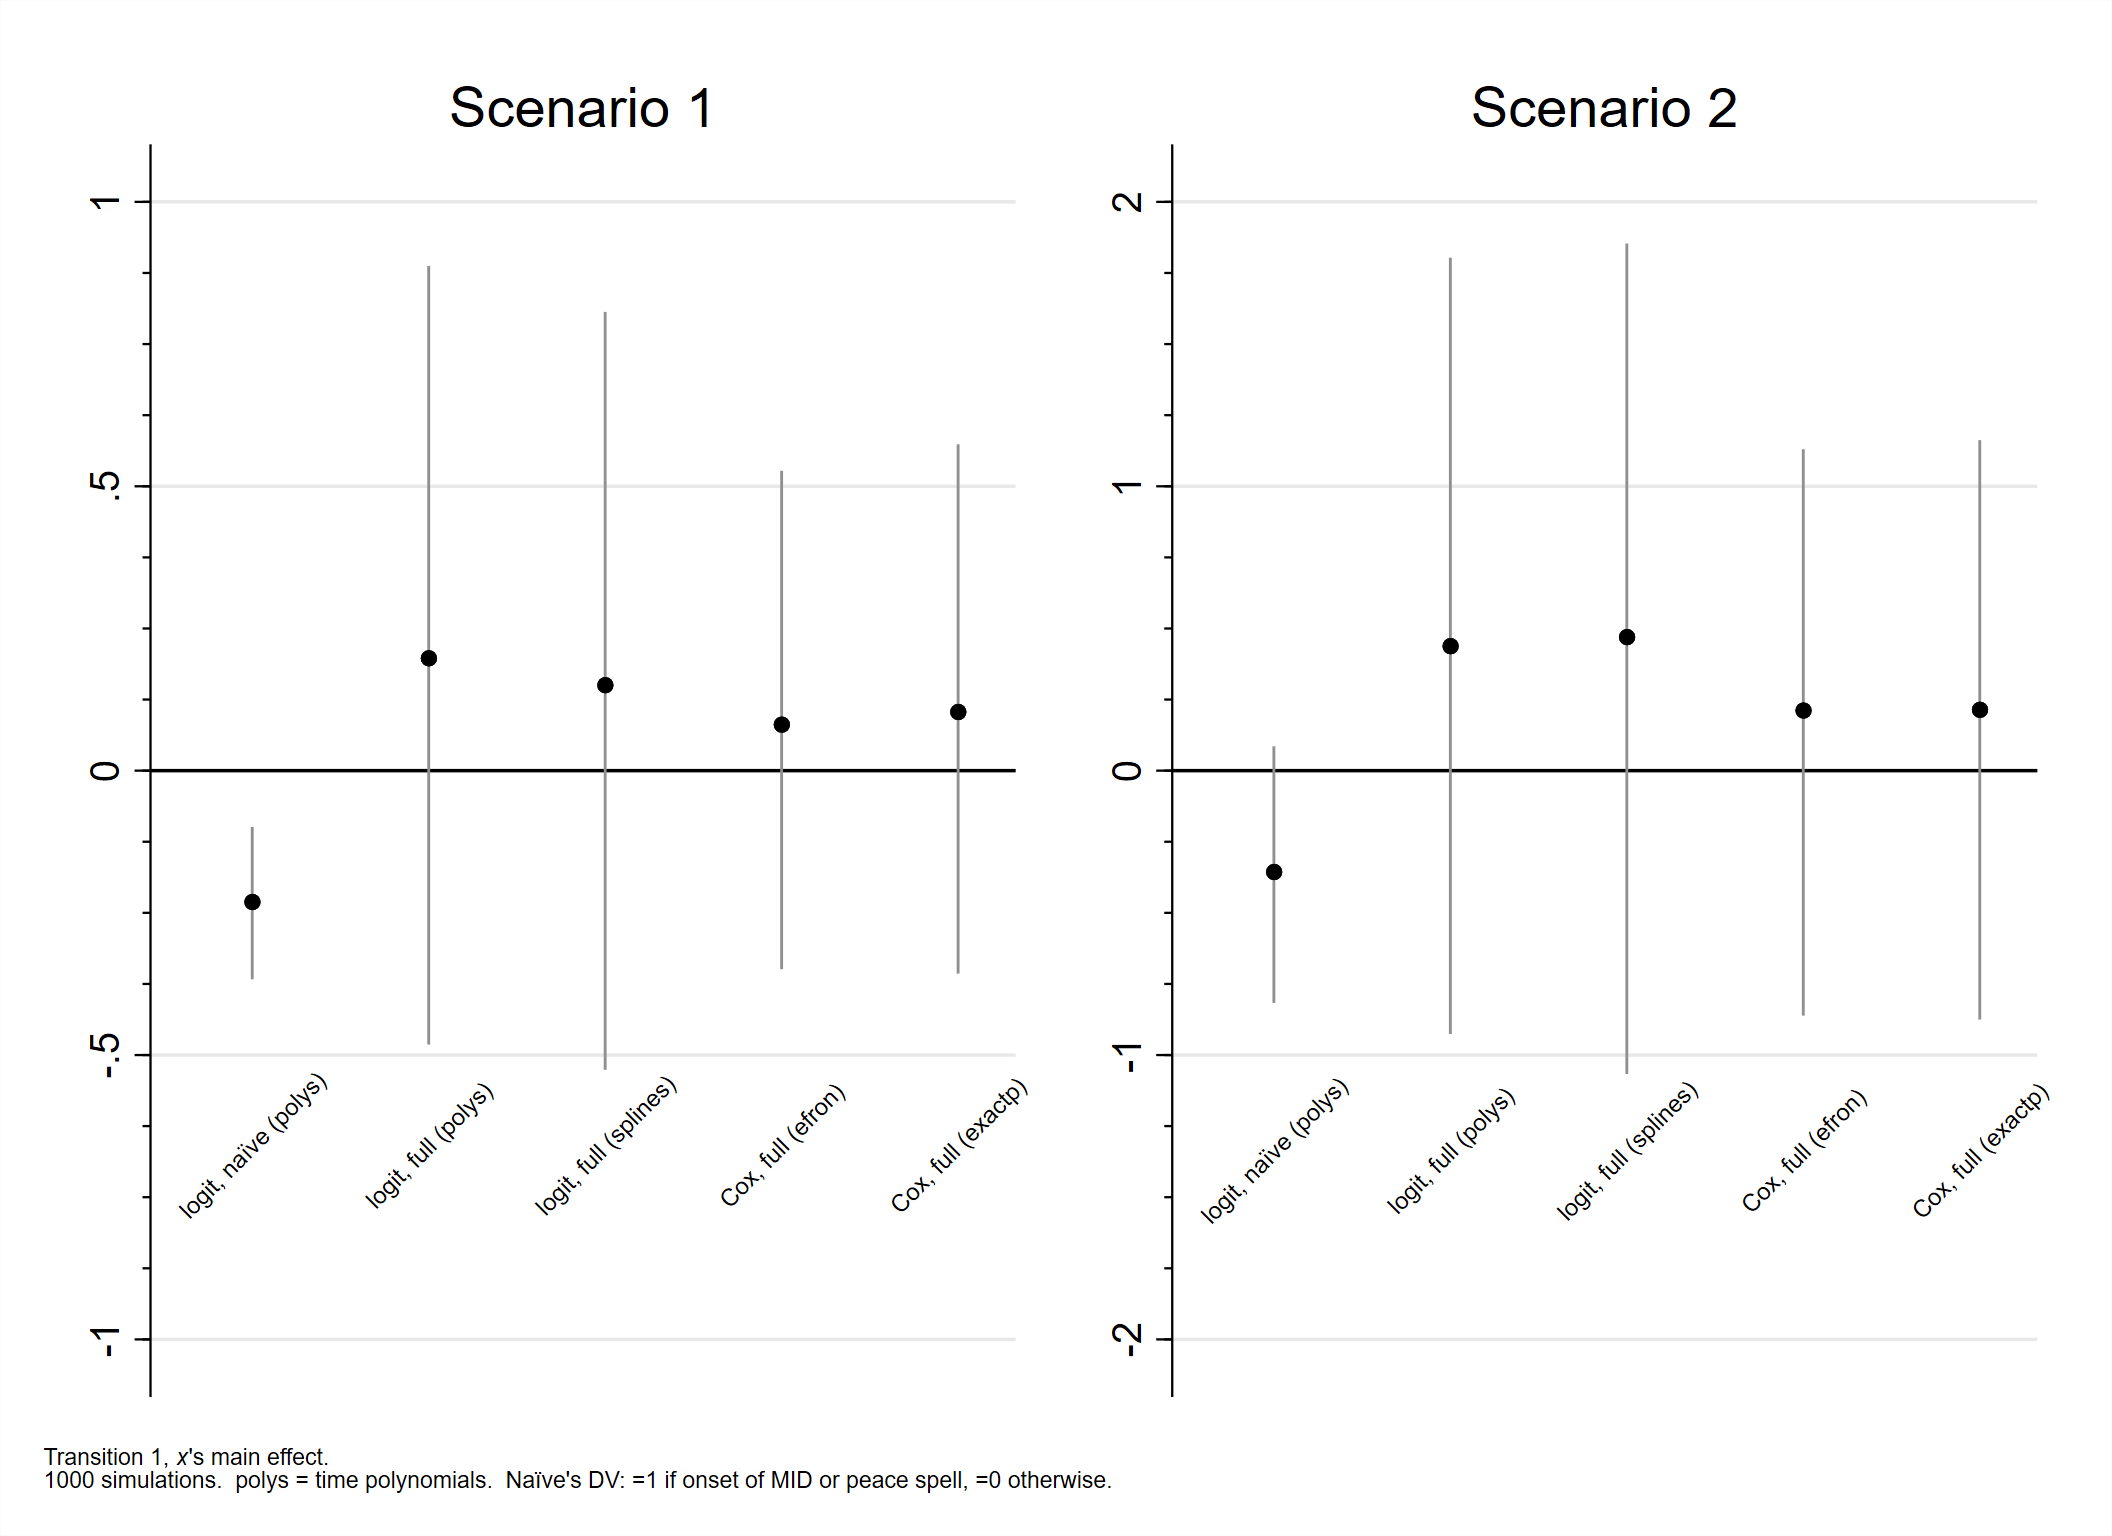 Scenario 1
1
.5
0
-.5
-1
logit, naïve (polys)
logit, full (polys)
logit, full (splines)
Cox, full (efron)
Cox, full (exactp)
Scenario 2
2
1
0
-1
-2
logit, naïve (polys)
logit, full (polys)
logit, full (splines)
Cox, full (efron)
Cox, full (exactp)
Transition 1, x's main effect.
1000 simulations.  polys = time polynomials.  Naïve's DV: =1 if onset of MID or peace spell, =0 otherwise.